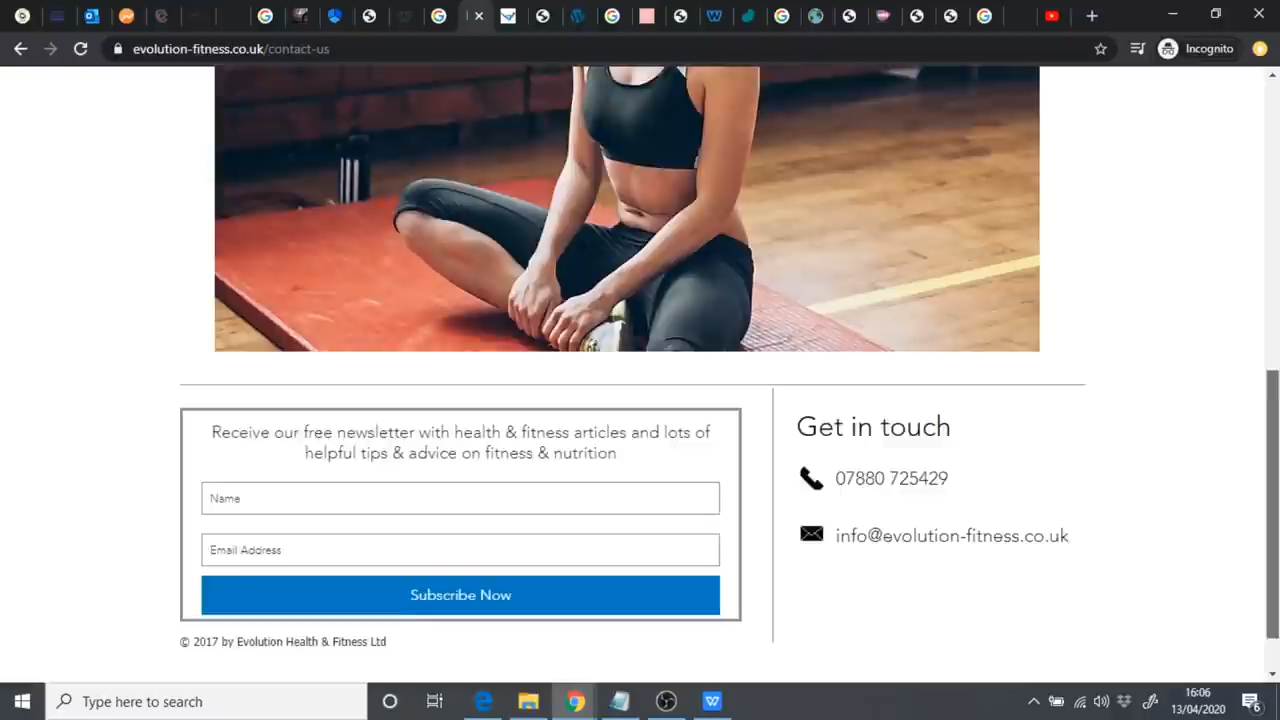 evolution-fitness.co.uk/contact-us
Incognito
Receive our free newsletter with health & fitness articles and lots of
helpful tips & advice on fitness & nutrition
Name
Email Address
Subscribe Now
© 2017 by Evolution Health & Fitness Ltd
Get in touch
07880 725429
info@evolution-fitness.co.uk
Type here to search
16:06
13/04/2020
6